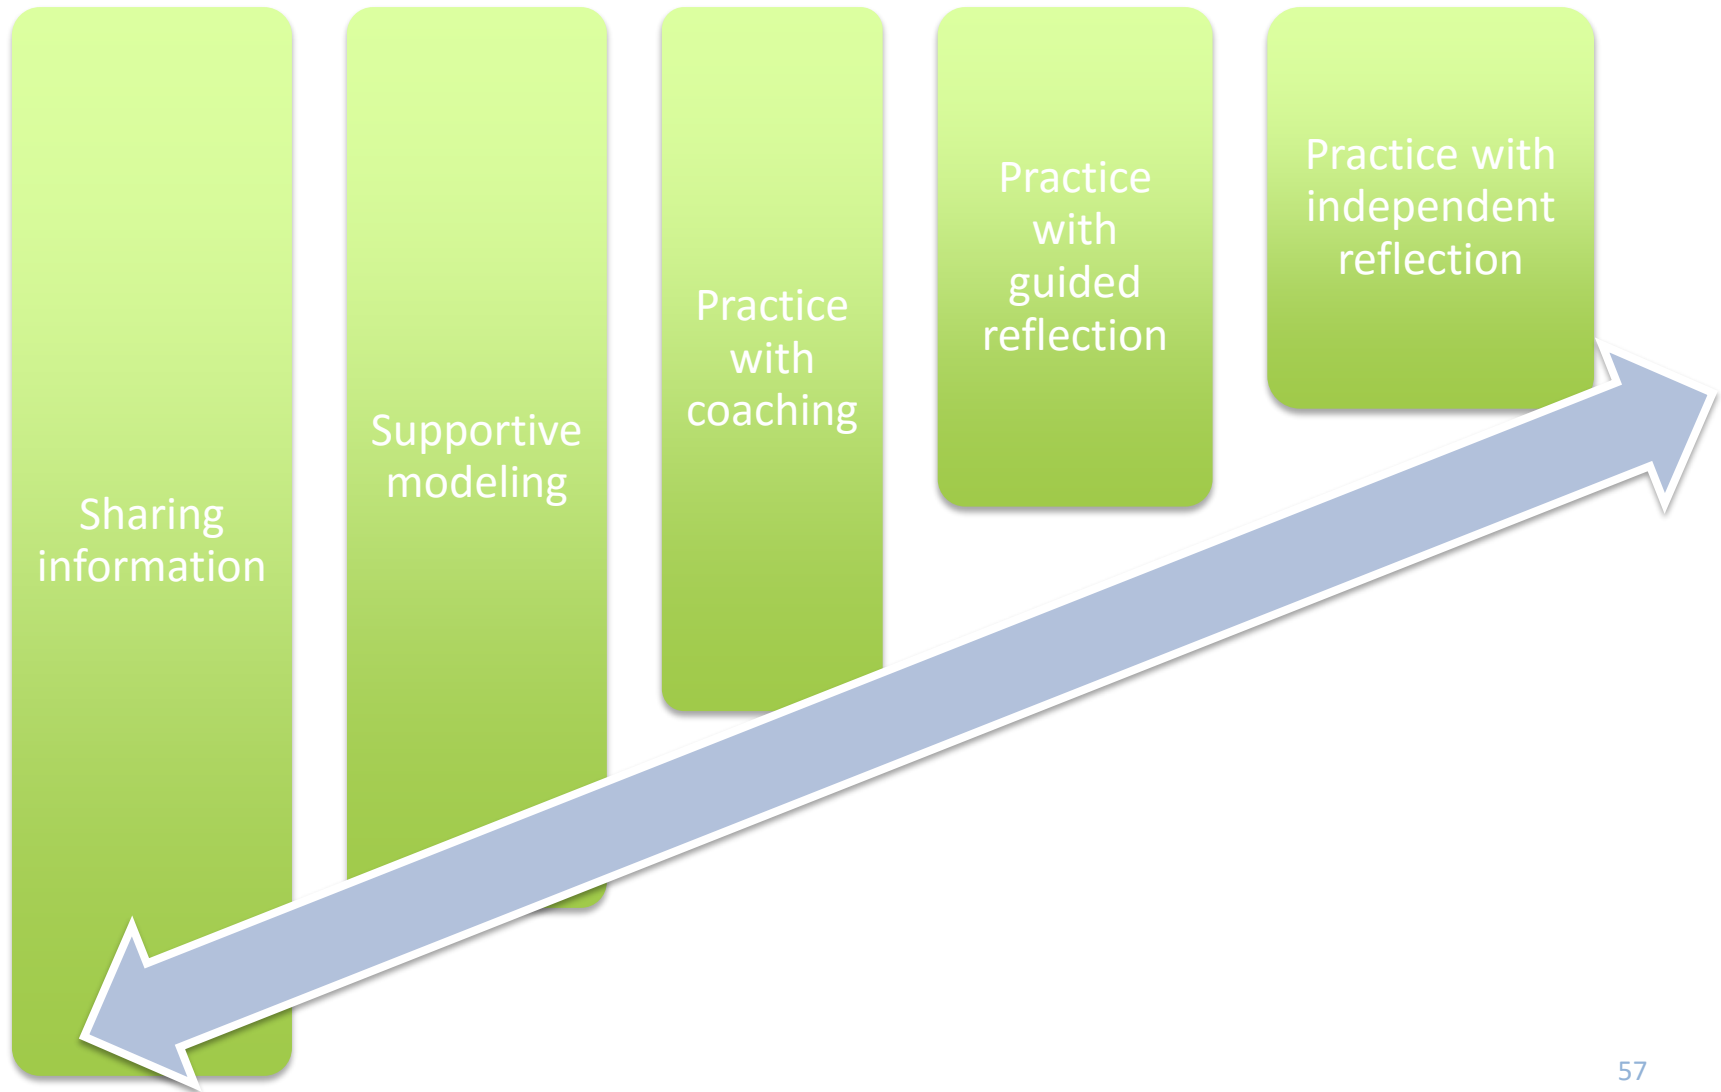 Sharing
information
Supportive
modeling
Practice
with
coaching
Practice
with
guided
reflection
Practice with
independent
reflection
57